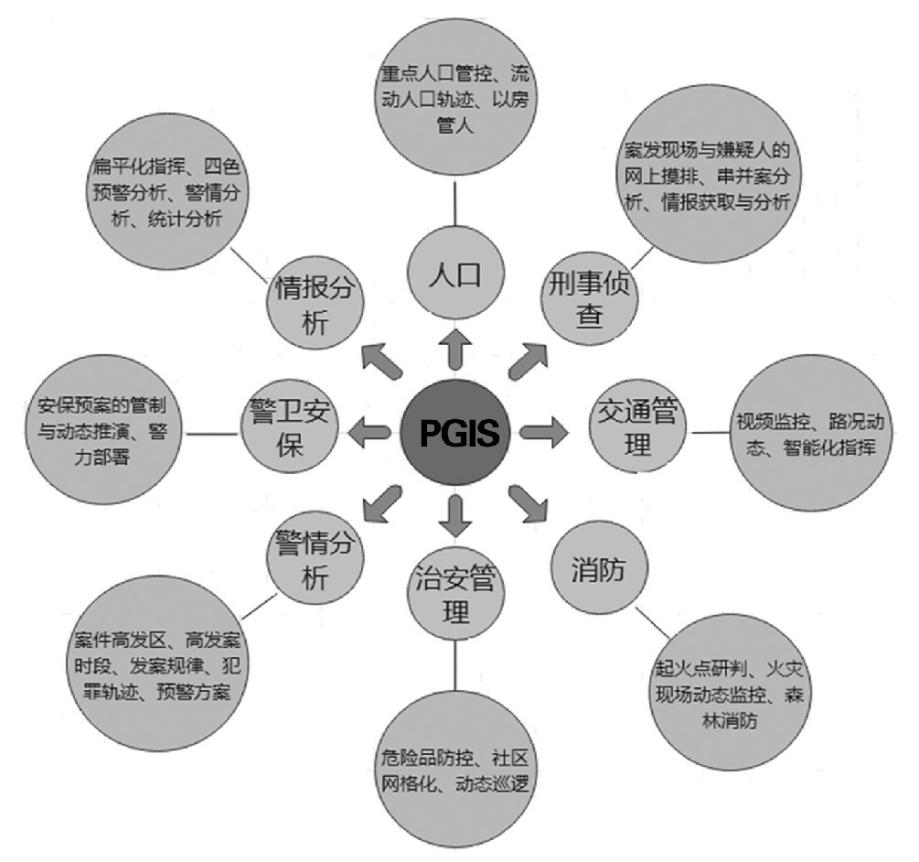 重点人口管控、流
动人口轨迹、以房
管人
人口
案发现场与嫌疑人的
网上摸排、串并案分
析、情报获取与分析
刑事侦
查
扁平化指挥、四色
预警分析、警情分
析、统计分析
情报分
析
安保预案的管制
与动态推演、警
力部署
警卫安
保
PGIS
交通管
理
视频监控、路况动
态、智能化指挥
警情分
析
案件高发区、高发案
时段、发案规律、犯
罪轨迹、预警方案
治安管
理
危险品防控、社区
网格化、动态巡逻
消防
起火点研判、火灾
现场动态监控、森
林消防